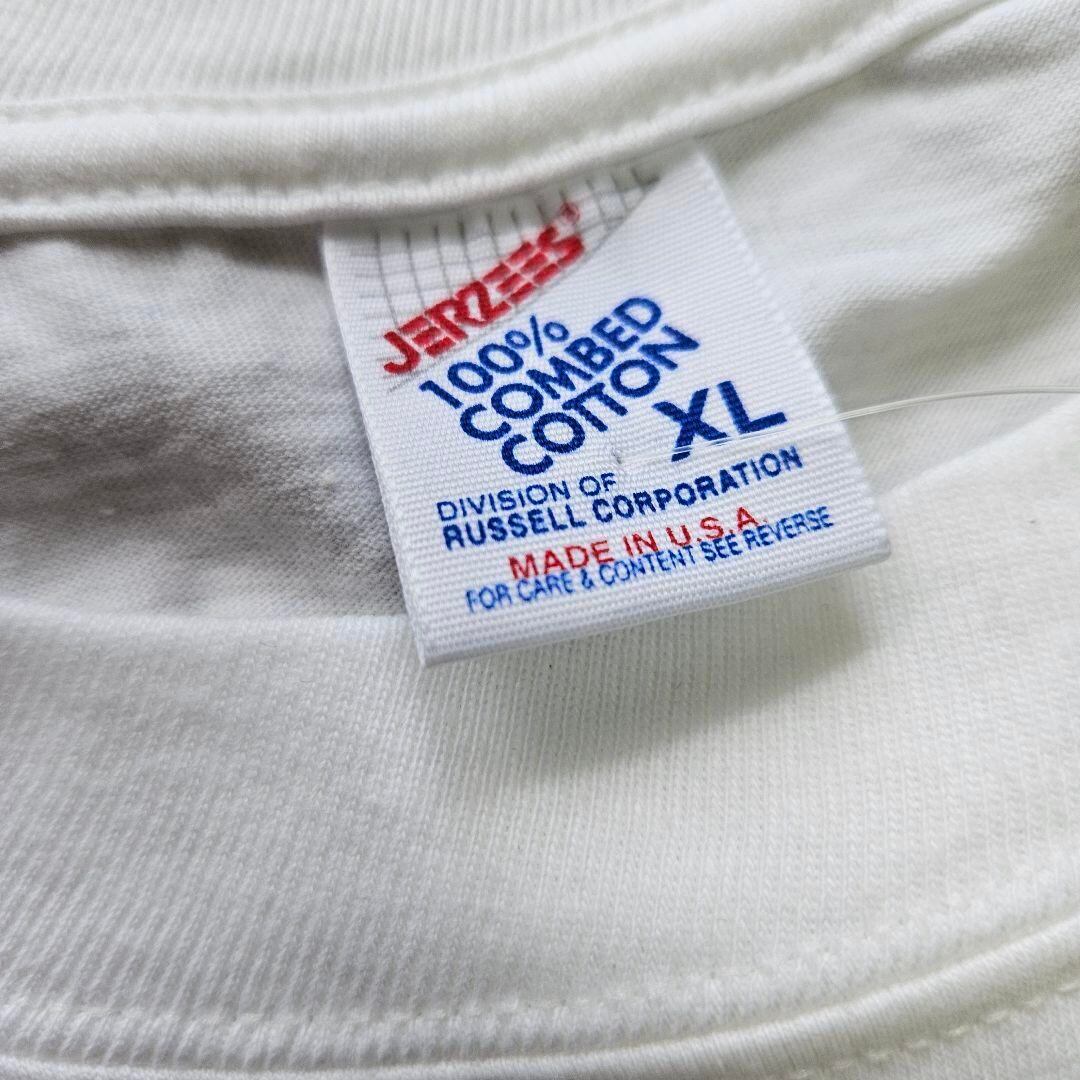 JERZEES®
100%
COMBED
COTTON
XL
DIVISION OF
RUSSELL CORPORATION
MADE IN U.S.A.
FOR CARE & CONTENT SEE REVERSE